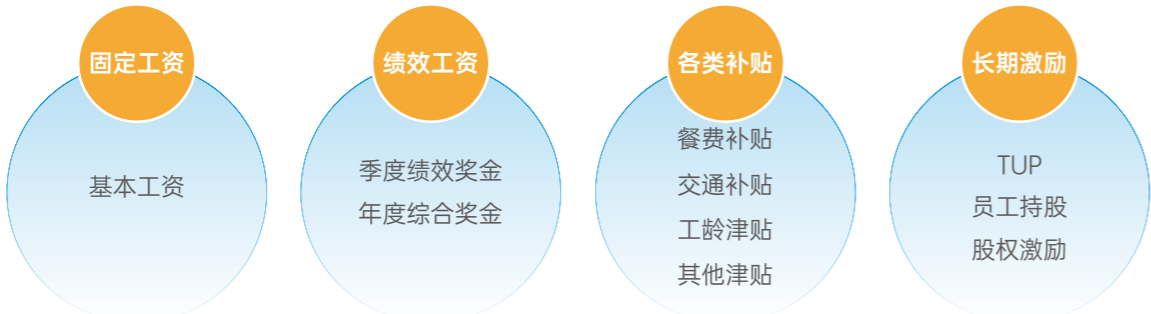 固定工资
基本工资
绩效工资
季度绩效奖金
年度综合奖金
各类补贴
餐费补贴
交通补贴
工龄津贴
其他津贴
长期激励
TUP
员工持股
股权激励